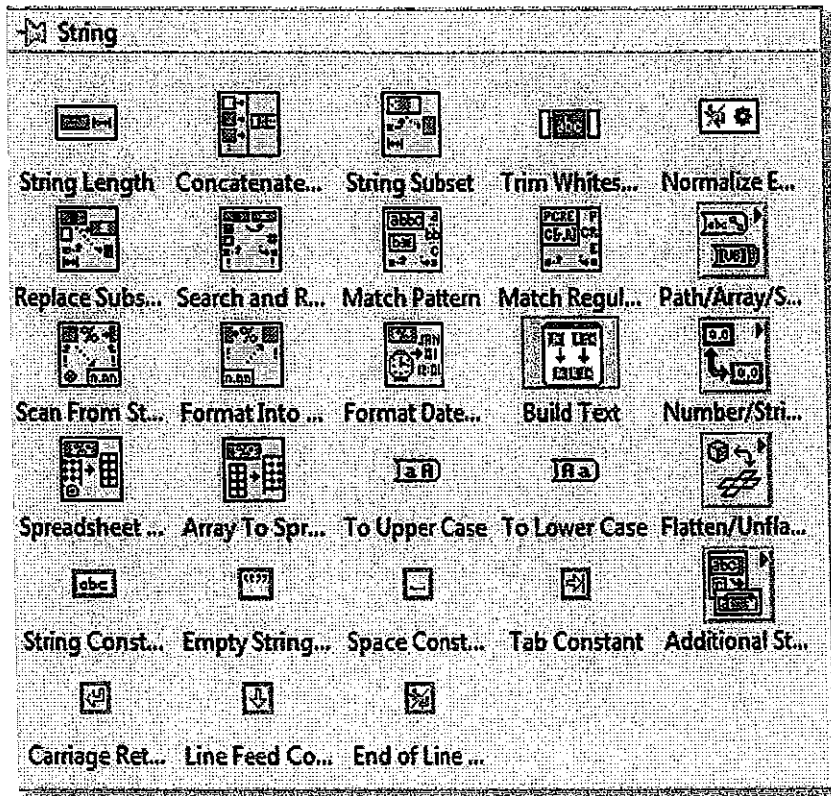 String
String Length Concatenate... String Subset Trim Whites... Normalize E...
Replace Subs... Search and R... Match Pattern Match Regul... Path/Array/S...
Scan From St... Format Into ... Format Date... Build Text Number/Stri...
Spreadsheet ... Array To Spr... To Upper Case To Lower Case Flatten/Unfla...
abc
String Const... Empty String... Space Const... Tab Constant Additional St...
Carriage Ret... Line Feed Co... End of Line ...